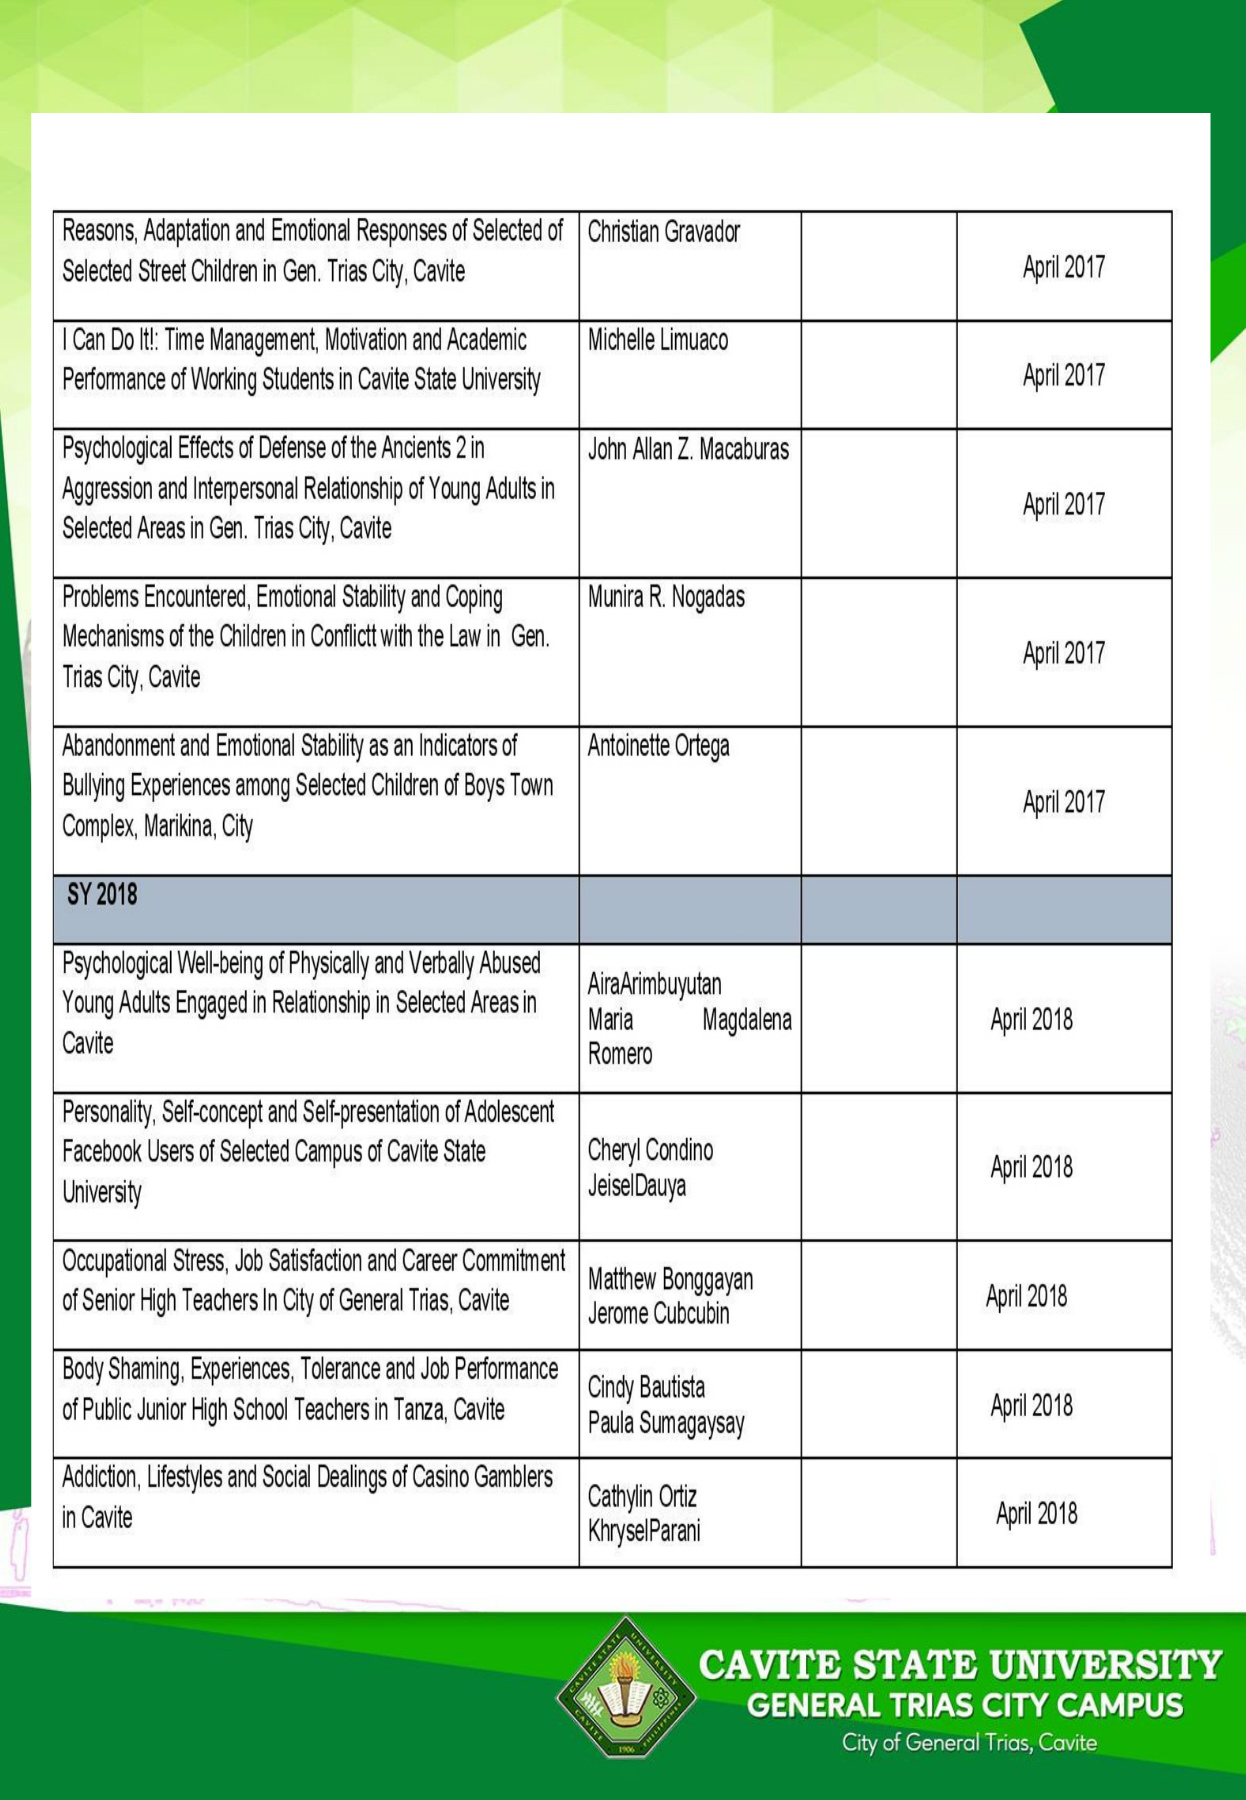 Reasons, Adaptation and Emotional Responses of Selected of
Selected Street Children in Gen. Trias City, Cavite
Christian Gravador
April 2017
I Can Do It!: Time Management, Motivation and Academic
Performance of Working Students in Cavite State University
Michelle Limuaco
April 2017
Psychological Effects of Defense of the Ancients 2 in
Aggression and Interpersonal Relationship of Young Adults in
Selected Areas in Gen. Trias City, Cavite
John Allan Z. Macaburas
April 2017
Problems Encountered, Emotional Stability and Coping
Mechanisms of the Children in Conflictt with the Law in Gen.
Trias City, Cavite
Munira R. Nogadas
April 2017
Abandonment and Emotional Stability as an Indicators of
Bullying Experiences among Selected Children of Boys Town
Complex, Marikina, City
Antoinette Ortega
April 2017
SY 2018
Psychological Well-being of Physically and Verbally Abused
Young Adults Engaged in Relationship in Selected Areas in
Cavite
AiraArimbuyutan
Maria Magdalena
Romero
April 2018
Personality, Self-concept and Self-presentation of Adolescent
Facebook Users of Selected Campus of Cavite State
University
Cheryl Condino
JeiselDauya
April 2018
Occupational Stress, Job Satisfaction and Career Commitment
of Senior High Teachers In City of General Trias, Cavite
Matthew Bonggayan
Jerome Cubcubin
April 2018
Body Shaming, Experiences, Tolerance and Job Performance
of Public Junior High School Teachers in Tanza, Cavite
Cindy Bautista
Paula Sumagaysay
April 2018
Addiction, Lifestyles and Social Dealings of Casino Gamblers
in Cavite
Cathylin Ortiz
KhryselParani
April 2018
CAVITE STATE UNIVERSITY
CAVITE PHILIPPINES
1906
CAVITE STATE UNIVERSITY
GENERAL TRIAS CITY CAMPUS
City of General Trias, Cavite